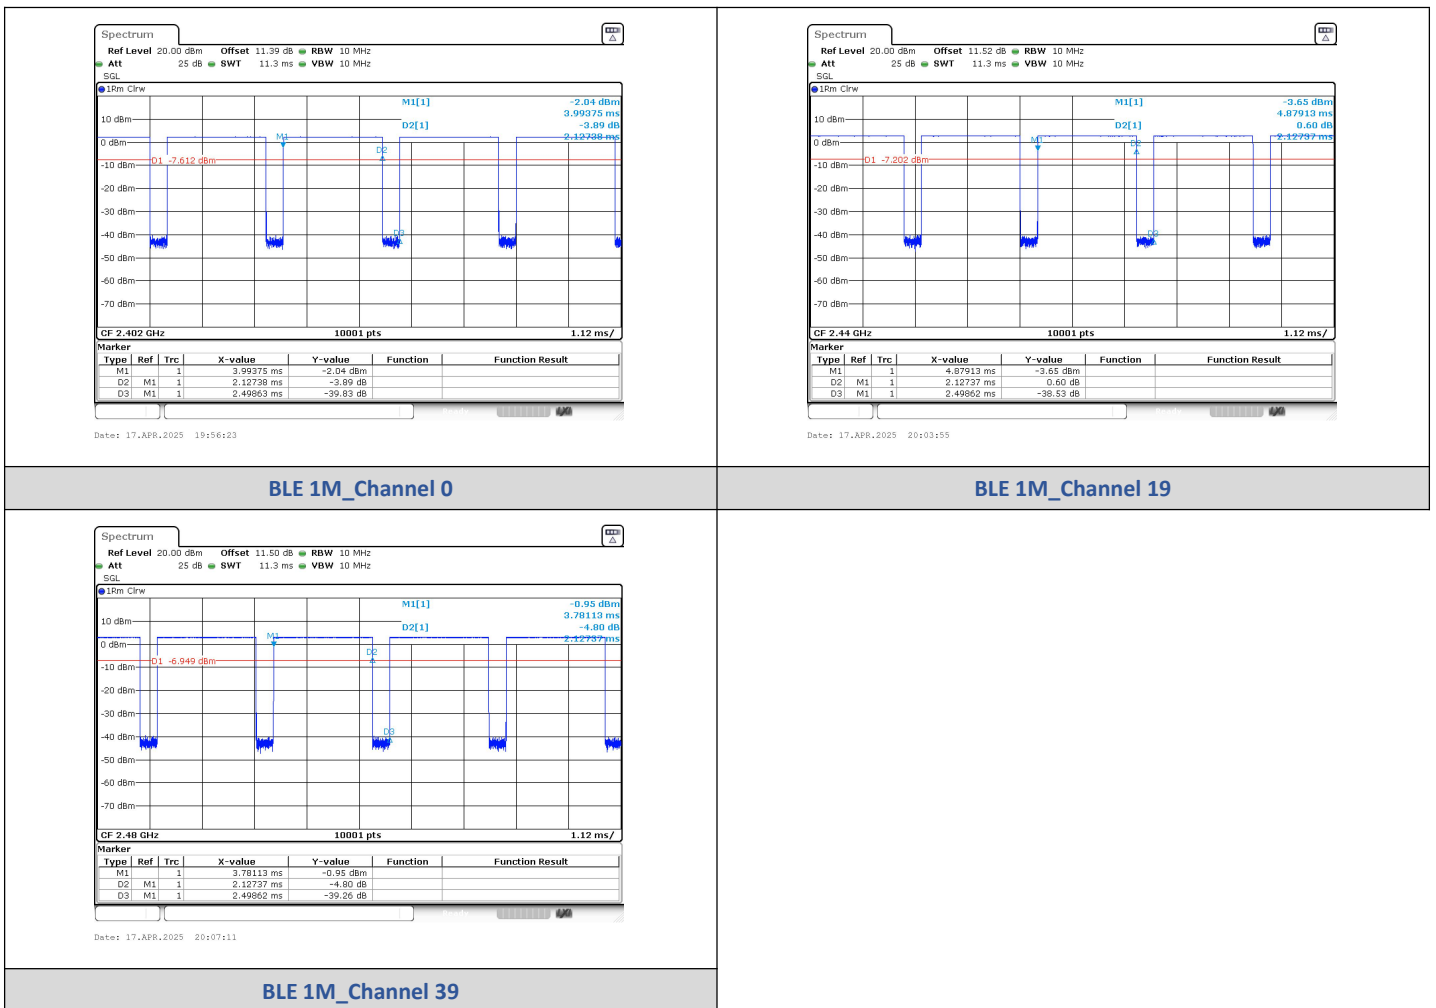 Spectrum
Ref Level 20.00 dBm Offset 11.39 dB RBW 10 MHz
Att 25 dB SWT 11.3 ms VBW 10 MHz
SGL
1Rm Clrw
M1[1] -2.04 dBm
3.99375 ms
D2[1] -3.89 dB
2.12738 ms
10 dBm
0 dBm
M1
D2
D1 -7.612 dBm
-10 dBm
-20 dBm
-30 dBm
-40 dBm
D3
-50 dBm
-60 dBm
-70 dBm
CF 2.402 GHz 10001 pts 1.12 ms/
Marker
Type Ref Trc X-value Y-value Function Function Result
M1 1 3.99375 ms -2.04 dBm
D2 M1 1 2.12738 ms -3.89 dB
D3 M1 1 2.49863 ms -39.83 dB
Date: 17.APR.2025 19:56:23
BLE 1M_Channel 0
Spectrum
Ref Level 20.00 dBm Offset 11.52 dB RBW 10 MHz
Att 25 dB SWT 11.3 ms VBW 10 MHz
SGL
1Rm Clrw
M1[1] -3.65 dBm
4.87913 ms
D2[1] 0.60 dB
2.12737 ms
10 dBm
0 dBm
M1
D2
D1 -7.202 dBm
-10 dBm
-20 dBm
-30 dBm
-40 dBm
D3
-50 dBm
-60 dBm
-70 dBm
CF 2.44 GHz 10001 pts 1.12 ms/
Marker
Type Ref Trc X-value Y-value Function Function Result
M1 1 4.87913 ms -3.65 dBm
D2 M1 1 2.12737 ms 0.60 dB
D3 M1 1 2.49862 ms -38.53 dB
Date: 17.APR.2025 20:03:55
BLE 1M_Channel 19
Spectrum
Ref Level 20.00 dBm Offset 11.50 dB RBW 10 MHz
Att 25 dB SWT 11.3 ms VBW 10 MHz
SGL
1Rm Clrw
M1[1] -0.95 dBm
3.78113 ms
D2[1] -4.80 dB
2.12737 ms
10 dBm
0 dBm
M1
D2
D1 -6.949 dBm
-10 dBm
-20 dBm
-30 dBm
-40 dBm
D3
-50 dBm
-60 dBm
-70 dBm
CF 2.48 GHz 10001 pts 1.12 ms/
Marker
Type Ref Trc X-value Y-value Function Function Result
M1 1 3.78113 ms -0.95 dBm
D2 M1 1 2.12737 ms -4.80 dB
D3 M1 1 2.49862 ms -39.26 dB
Date: 17.APR.2025 20:07:11
BLE 1M_Channel 39